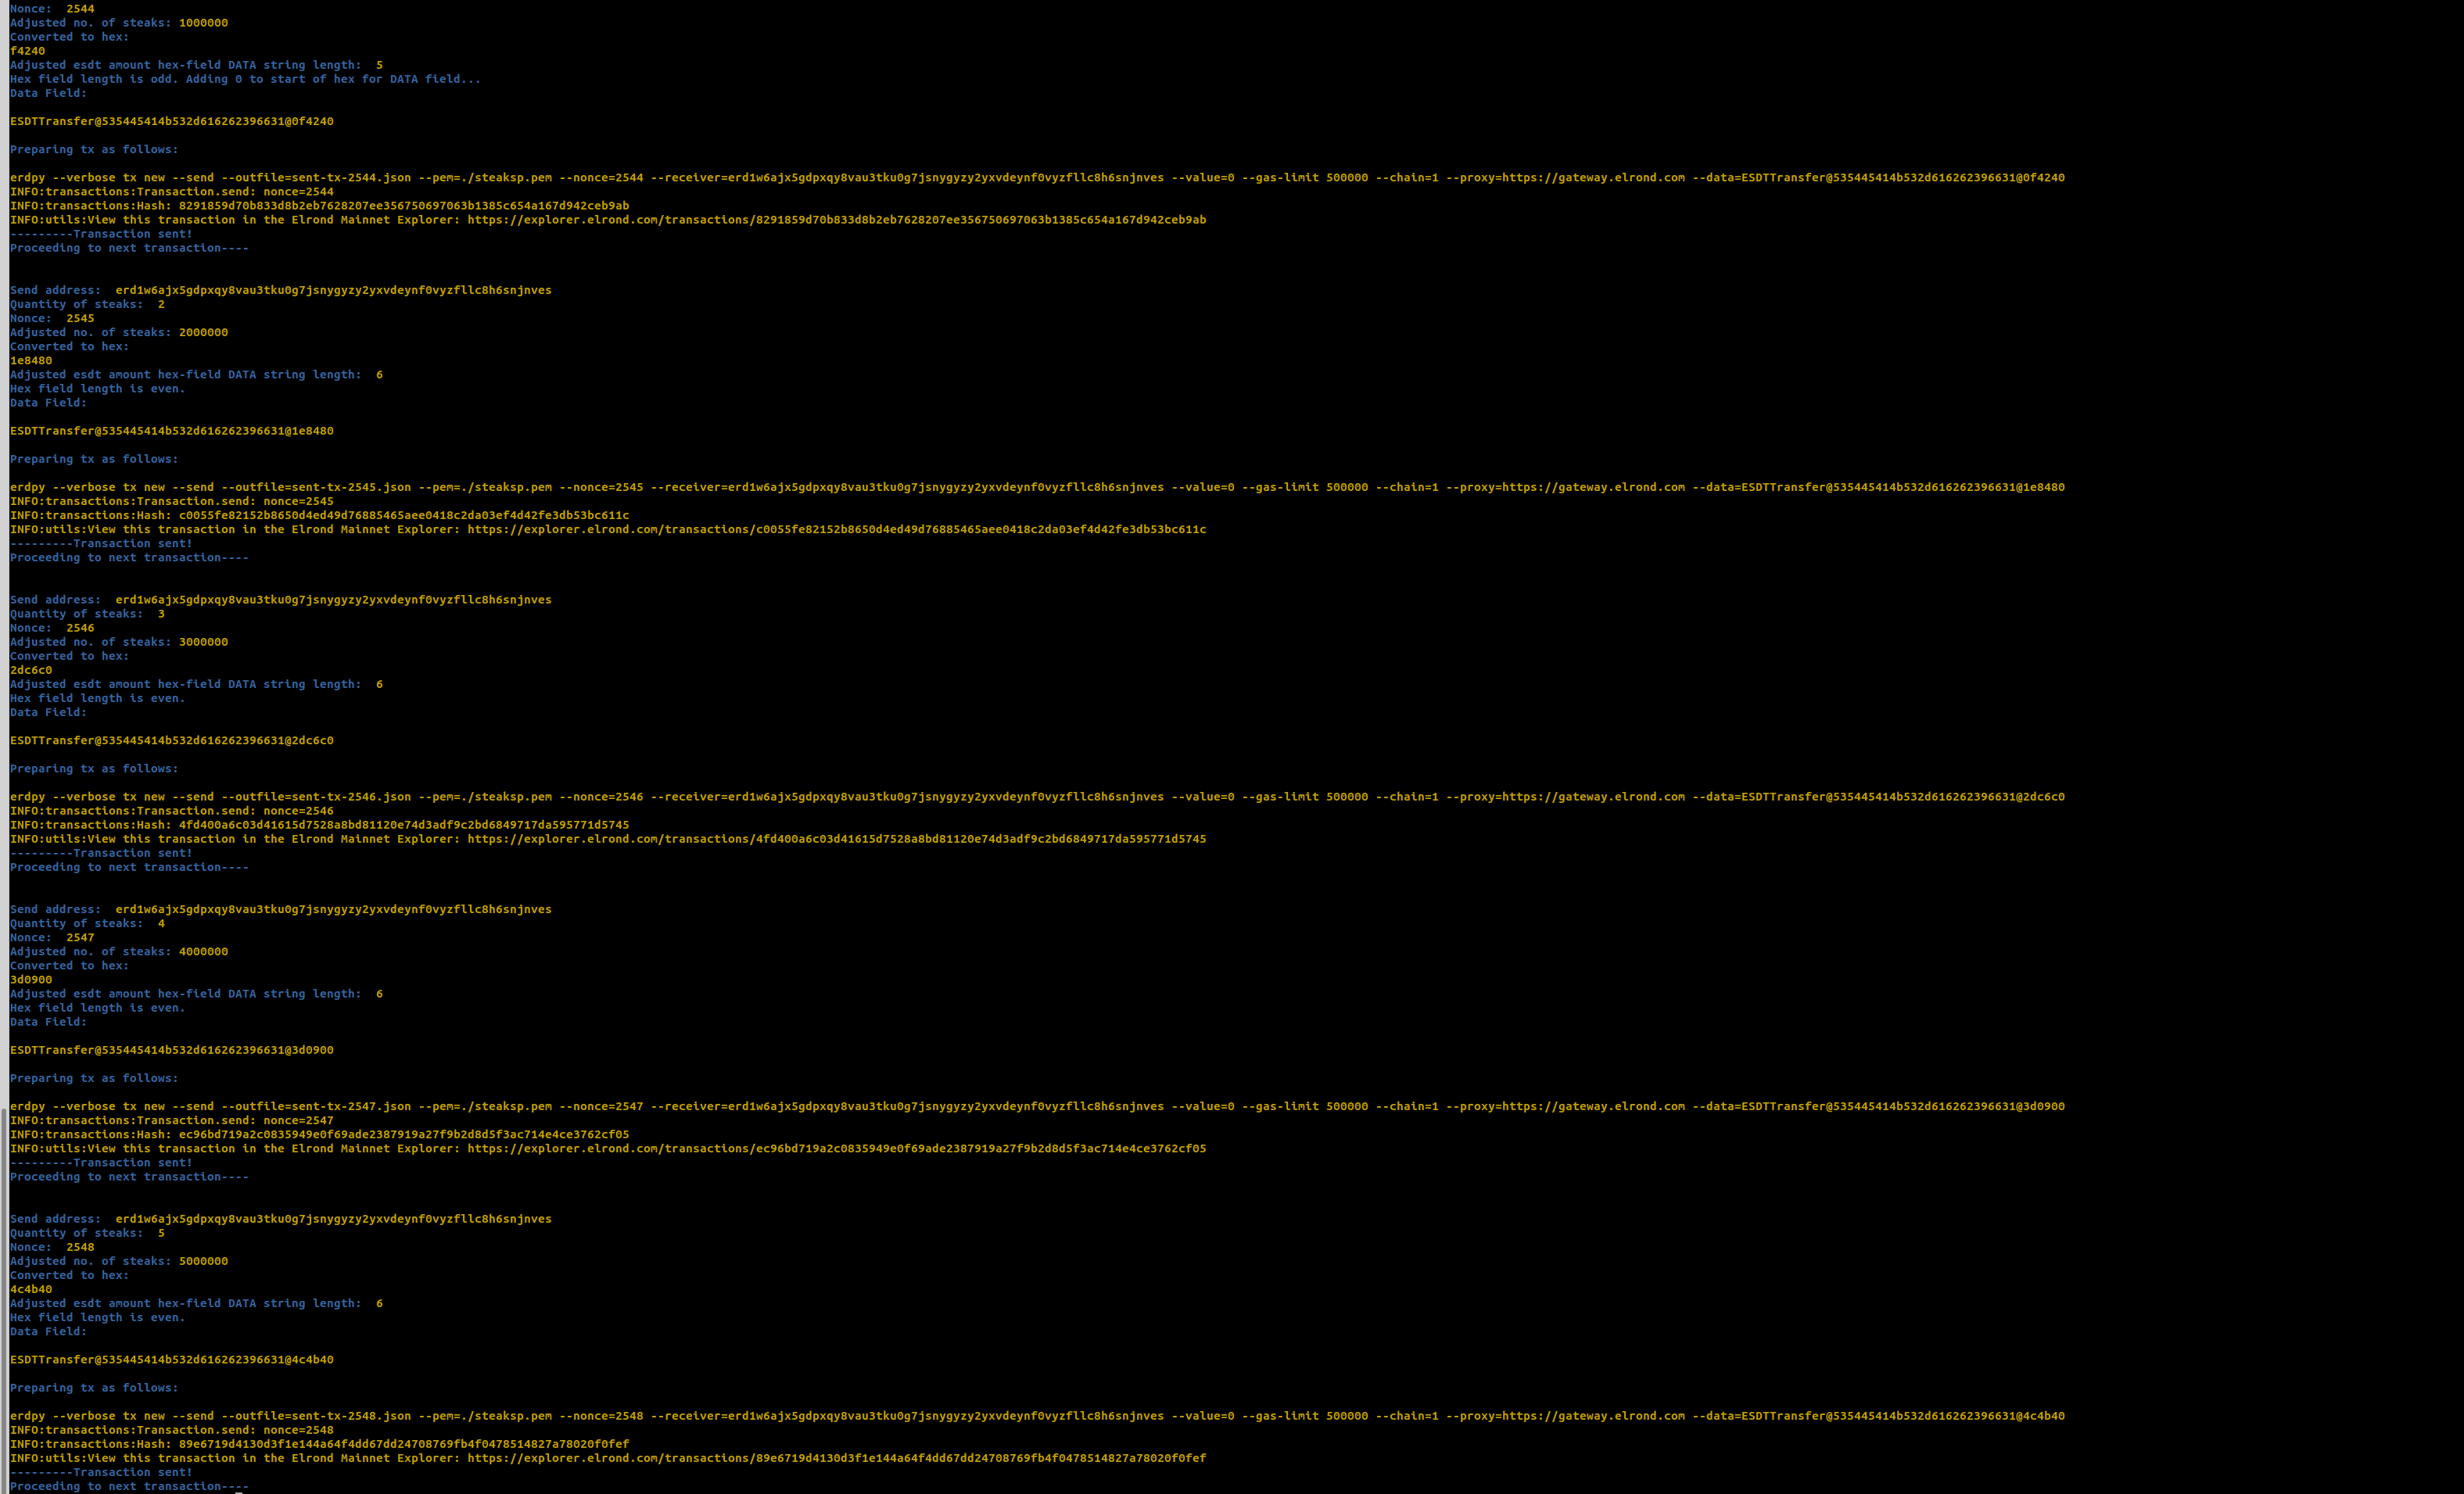 Nonce:  2544
Adjusted no. of steaks: 1000000
Converted to hex:
f4240
Adjusted esdt amount hex-field DATA string length:  5
Hex field length is odd. Adding 0 to start of hex for DATA field...
Data Field:
ESDTTransfer@535445414b532d616262396631@0f4240
Preparing tx as follows:
erdpy --verbose tx new --send --outfile=sent-tx-2544.json --pem=./steaksp.pem --nonce=2544 --receiver=erd1w6ajx5gdpxqy8vau3tku0g7jsnygyzy2yxvdeynf0vyzfllc8h6snjnves --value=0 --gas-limit 500000 --chain=1 --proxy=https://gateway.elrond.com --data=ESDTTransfer@535445414b532d616262396631@0f4240
INFO:transactions:Transaction.send: nonce=2544
INFO:transactions:Hash: 8291859d70b833d8b2eb7628207ee356750697063b1385c654a167d942ceb9ab
INFO:utils:View this transaction in the Elrond Mainnet Explorer: https://explorer.elrond.com/transactions/8291859d70b833d8b2eb7628207ee356750697063b1385c654a167d942ceb9ab
---------Transaction sent!
Proceeding to next transaction----
Send address:  erd1w6ajx5gdpxqy8vau3tku0g7jsnygyzy2yxvdeynf0vyzfllc8h6snjnves
Quantity of steaks:  2
Nonce:  2545
Adjusted no. of steaks: 2000000
Converted to hex:
1e8480
Adjusted esdt amount hex-field DATA string length:  6
Hex field length is even.
Data Field:
ESDTTransfer@535445414b532d616262396631@1e8480
Preparing tx as follows:
erdpy --verbose tx new --send --outfile=sent-tx-2545.json --pem=./steaksp.pem --nonce=2545 --receiver=erd1w6ajx5gdpxqy8vau3tku0g7jsnygyzy2yxvdeynf0vyzfllc8h6snjnves --value=0 --gas-limit 500000 --chain=1 --proxy=https://gateway.elrond.com --data=ESDTTransfer@535445414b532d616262396631@1e8480
INFO:transactions:Transaction.send: nonce=2545
INFO:transactions:Hash: c0055fe82152b8650d4ed49d76885465aee0418c2da03ef4d42fe3db53bc611c
INFO:utils:View this transaction in the Elrond Mainnet Explorer: https://explorer.elrond.com/transactions/c0055fe82152b8650d4ed49d76885465aee0418c2da03ef4d42fe3db53bc611c
---------Transaction sent!
Proceeding to next transaction----
Send address:  erd1w6ajx5gdpxqy8vau3tku0g7jsnygyzy2yxvdeynf0vyzfllc8h6snjnves
Quantity of steaks:  3
Nonce:  2546
Adjusted no. of steaks: 3000000
Converted to hex:
2dc6c0
Adjusted esdt amount hex-field DATA string length:  6
Hex field length is even.
Data Field:
ESDTTransfer@535445414b532d616262396631@2dc6c0
Preparing tx as follows:
erdpy --verbose tx new --send --outfile=sent-tx-2546.json --pem=./steaksp.pem --nonce=2546 --receiver=erd1w6ajx5gdpxqy8vau3tku0g7jsnygyzy2yxvdeynf0vyzfllc8h6snjnves --value=0 --gas-limit 500000 --chain=1 --proxy=https://gateway.elrond.com --data=ESDTTransfer@535445414b532d616262396631@2dc6c0
INFO:transactions:Transaction.send: nonce=2546
INFO:transactions:Hash: 4fd400a6c03d41615d7528a8bd81120e74d3adf9c2bd6849717da595771d5745
INFO:utils:View this transaction in the Elrond Mainnet Explorer: https://explorer.elrond.com/transactions/4fd400a6c03d41615d7528a8bd81120e74d3adf9c2bd6849717da595771d5745
---------Transaction sent!
Proceeding to next transaction----
Send address:  erd1w6ajx5gdpxqy8vau3tku0g7jsnygyzy2yxvdeynf0vyzfllc8h6snjnves
Quantity of steaks:  4
Nonce:  2547
Adjusted no. of steaks: 4000000
Converted to hex:
3d0900
Adjusted esdt amount hex-field DATA string length:  6
Hex field length is even.
Data Field:
ESDTTransfer@535445414b532d616262396631@3d0900
Preparing tx as follows:
erdpy --verbose tx new --send --outfile=sent-tx-2547.json --pem=./steaksp.pem --nonce=2547 --receiver=erd1w6ajx5gdpxqy8vau3tku0g7jsnygyzy2yxvdeynf0vyzfllc8h6snjnves --value=0 --gas-limit 500000 --chain=1 --proxy=https://gateway.elrond.com --data=ESDTTransfer@535445414b532d616262396631@3d0900
INFO:transactions:Transaction.send: nonce=2547
INFO:transactions:Hash: ec96bd719a2c0835949e0f69ade2387919a27f9b2d8d5f3ac714e4ce3762cf05
INFO:utils:View this transaction in the Elrond Mainnet Explorer: https://explorer.elrond.com/transactions/ec96bd719a2c0835949e0f69ade2387919a27f9b2d8d5f3ac714e4ce3762cf05
---------Transaction sent!
Proceeding to next transaction----
Send address:  erd1w6ajx5gdpxqy8vau3tku0g7jsnygyzy2yxvdeynf0vyzfllc8h6snjnves
Quantity of steaks:  5
Nonce:  2548
Adjusted no. of steaks: 5000000
Converted to hex:
4c4b40
Adjusted esdt amount hex-field DATA string length:  6
Hex field length is even.
Data Field:
ESDTTransfer@535445414b532d616262396631@4c4b40
Preparing tx as follows:
erdpy --verbose tx new --send --outfile=sent-tx-2548.json --pem=./steaksp.pem --nonce=2548 --receiver=erd1w6ajx5gdpxqy8vau3tku0g7jsnygyzy2yxvdeynf0vyzfllc8h6snjnves --value=0 --gas-limit 500000 --chain=1 --proxy=https://gateway.elrond.com --data=ESDTTransfer@535445414b532d616262396631@4c4b40
INFO:transactions:Transaction.send: nonce=2548
INFO:transactions:Hash: 89e6719d4130d3f1e144a64f4dd67dd24708769fb4f0478514827a78020f0fef
INFO:utils:View this transaction in the Elrond Mainnet Explorer: https://explorer.elrond.com/transactions/89e6719d4130d3f1e144a64f4dd67dd24708769fb4f0478514827a78020f0fef
---------Transaction sent!
Proceeding to next transaction----